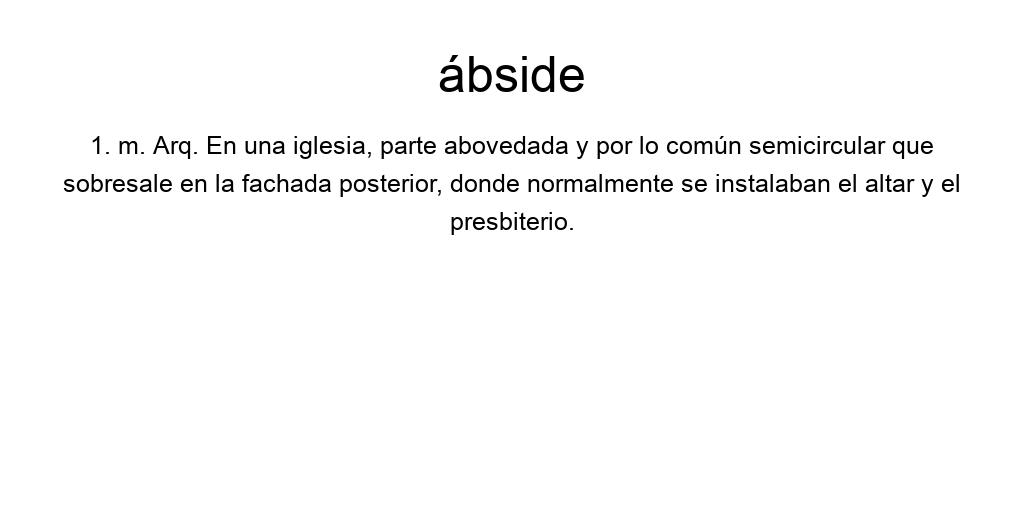 ábside
1. m. Arq. En una iglesia, parte abovedada y por lo común semicircular que
sobresale en la fachada posterior, donde normalmente se instalaban el altar y el
presbiterio.